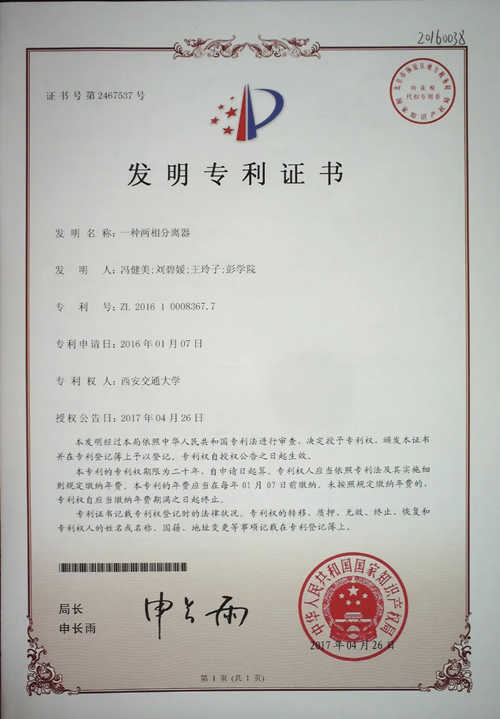 20160038
证书号第2467537号
发明专利证书
发明名称：一种两相分离器
发明人：冯健美;刘碧媛;王玲子;彭学院
专利号：ZL 2016 1 0008367.7
专利申请日：2016年01月07日
专利权人：西安交通大学
授权公告日：2017年04月26日
本发明经过本局依照中华人民共和国专利法进行审查，决定授予专利权，颁发本证书
并在专利登记簿上予以登记。专利权自授权公告之日起生效。
本专利的专利权期限为二十年，自申请日起算。专利权人应当依照专利法及其实施细
则规定缴纳年费。本专利的年费应当在每年01月07日前缴纳。未按照规定缴纳年费的，
专利权自应当缴纳年费期满之日起终止。
专利证书记载专利权登记时的法律状况。专利权的转移、质押、无效、终止、恢复和
专利权人的姓名或名称、国籍、地址变更等事项记载在专利登记簿上。
局长
申长雨
申长雨
中华人民共和国国家知识产权局
2017年04月26日
第1页(共1页)